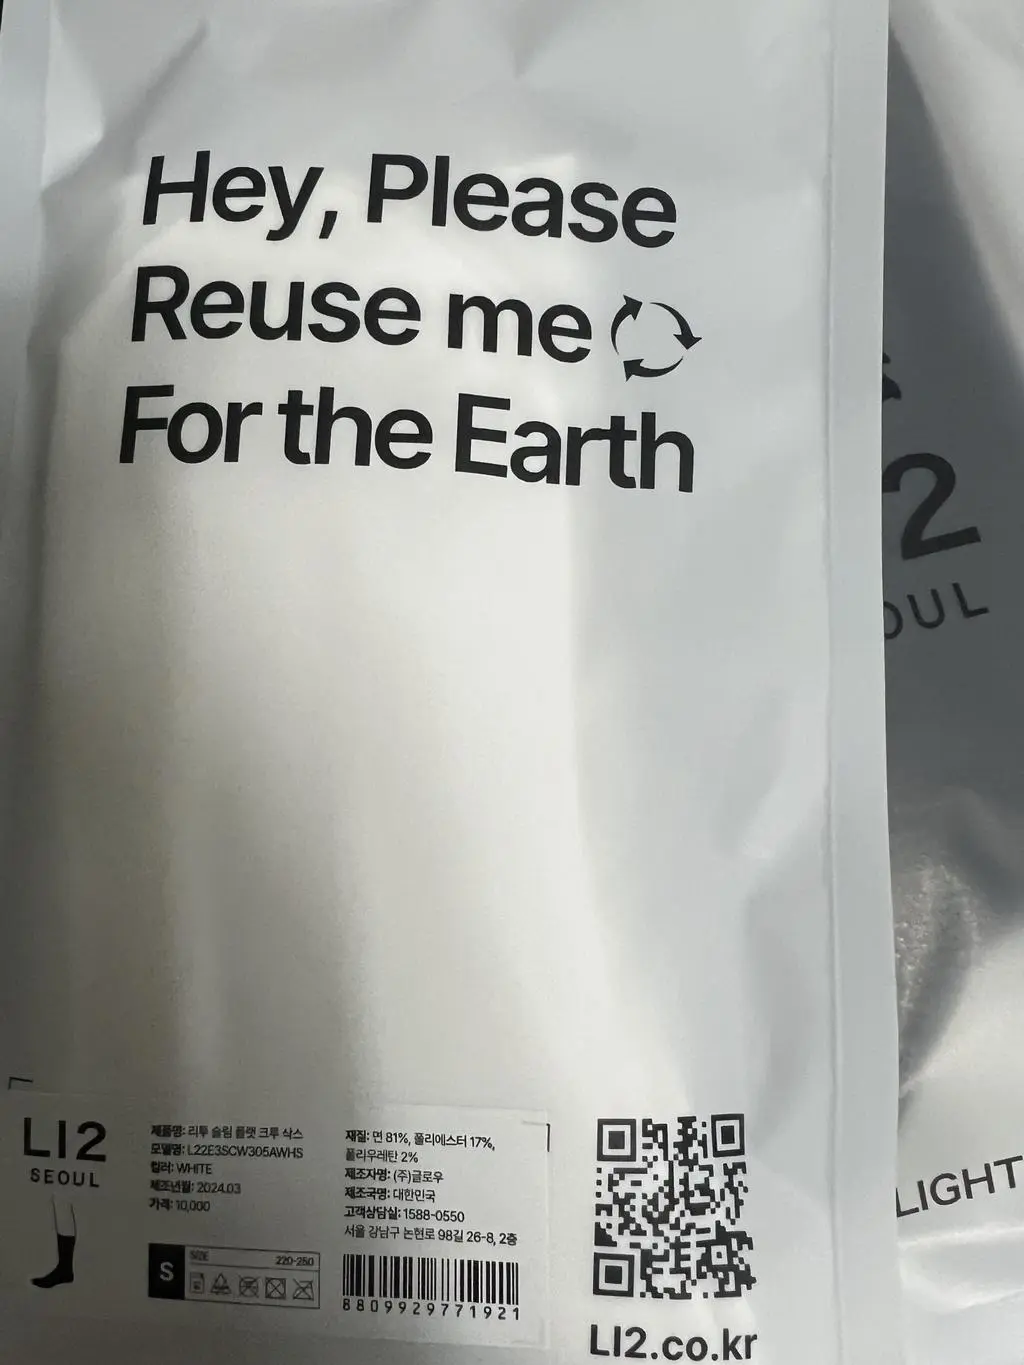 Hey, Please
Reuse me
For the Earth
LI2
SEOUL
제품명: 리투 슬림 플랫 크루 삭스
모델명: L22E3SCW305AWHS
컬러: WHITE
제조년월: 2024.03
가격: 10,000
S
SIZE
220-250
재질: 면 81%, 폴리에스터 17%,
폴리우레탄 2%
제조자명: (주)글로우
제조국명: 대한민국
고객상담실: 1588-0550
서울 강남구 논현로 98길 26-8, 2층
8809929771921
LI2.co.kr
2
OUL
LIGHT